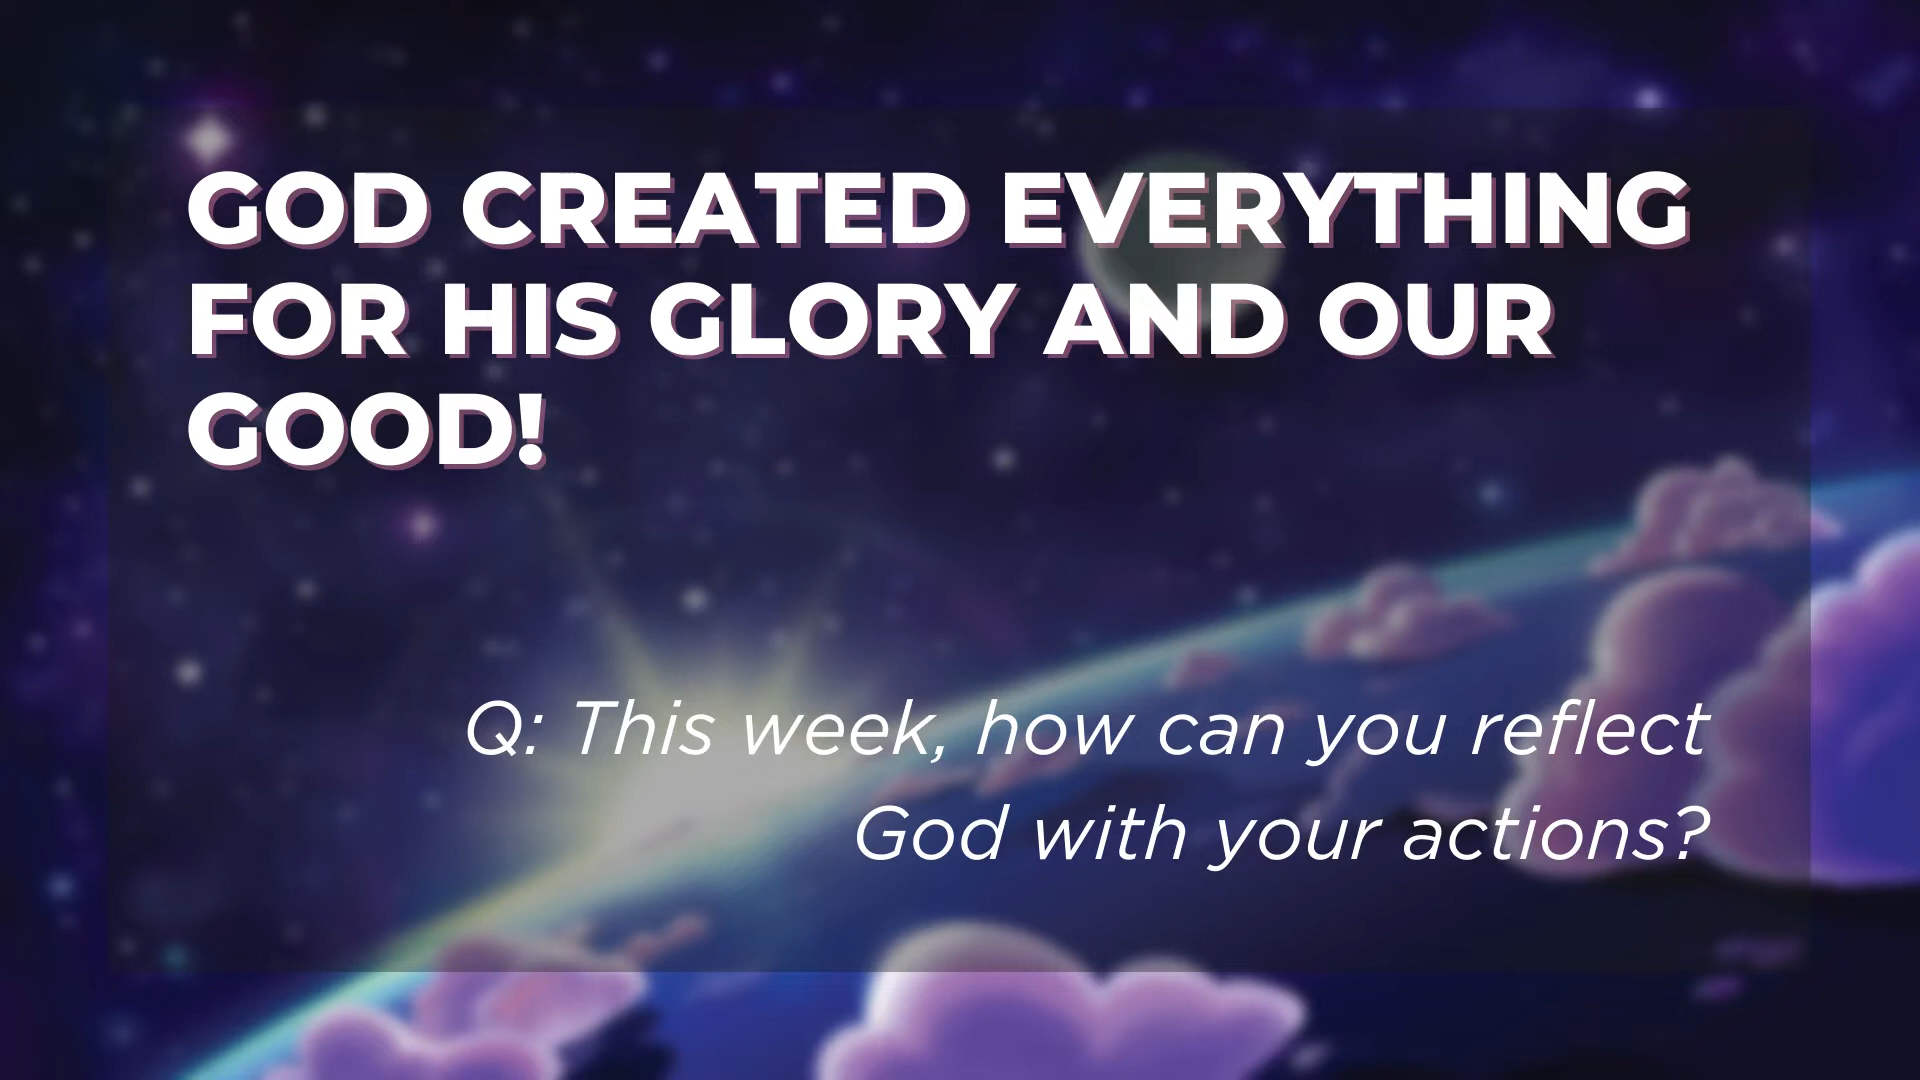 GOD CREATED EVERYTHING
FOR HIS GLORY AND OUR
GOOD!
Q: This week, how can you reflect
God with your actions?